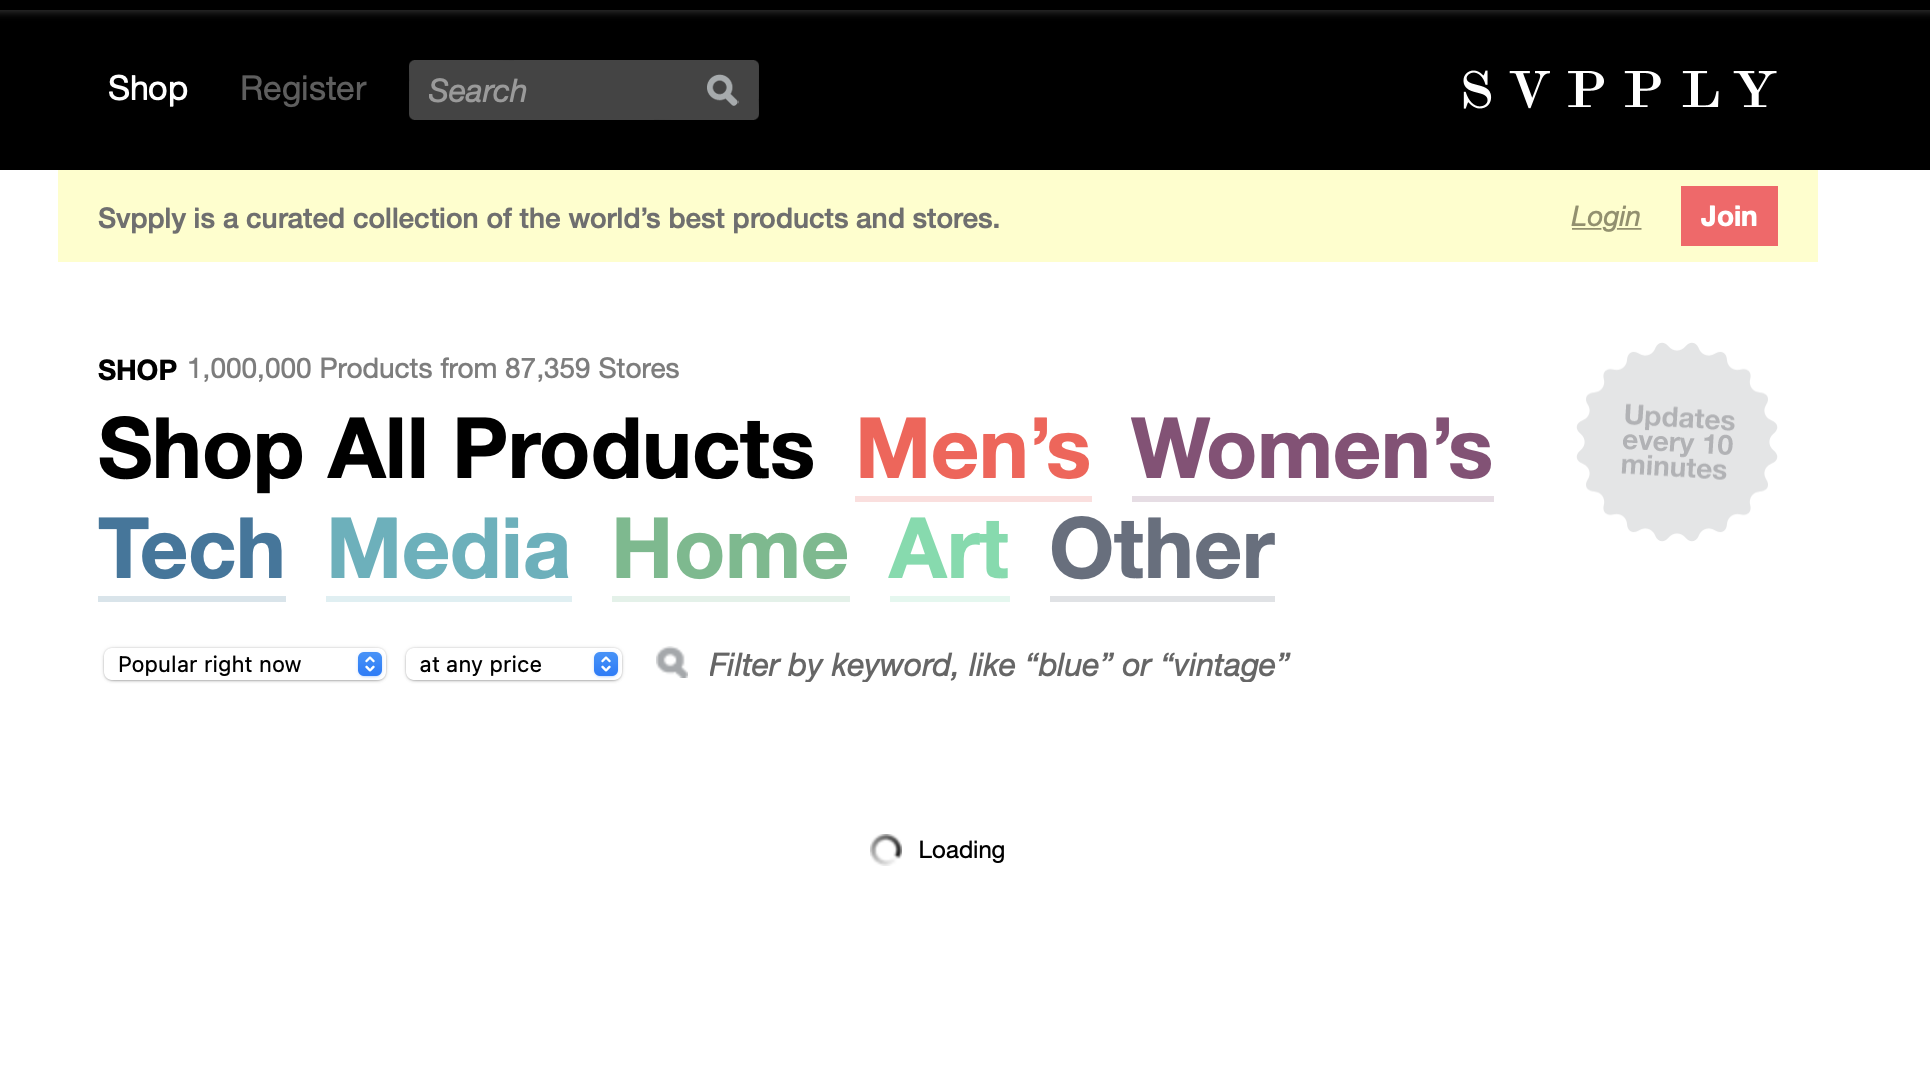 Shop Register Search SVPPLY
Svpply is a curated collection of the world’s best products and stores. Login Join
SHOP 1,000,000 Products from 87,359 Stores
Shop All Products Men’s Women’s
Tech Media Home Art Other
Updates
every 10
minutes
Popular right now at any price Filter by keyword, like “blue” or “vintage”
Loading